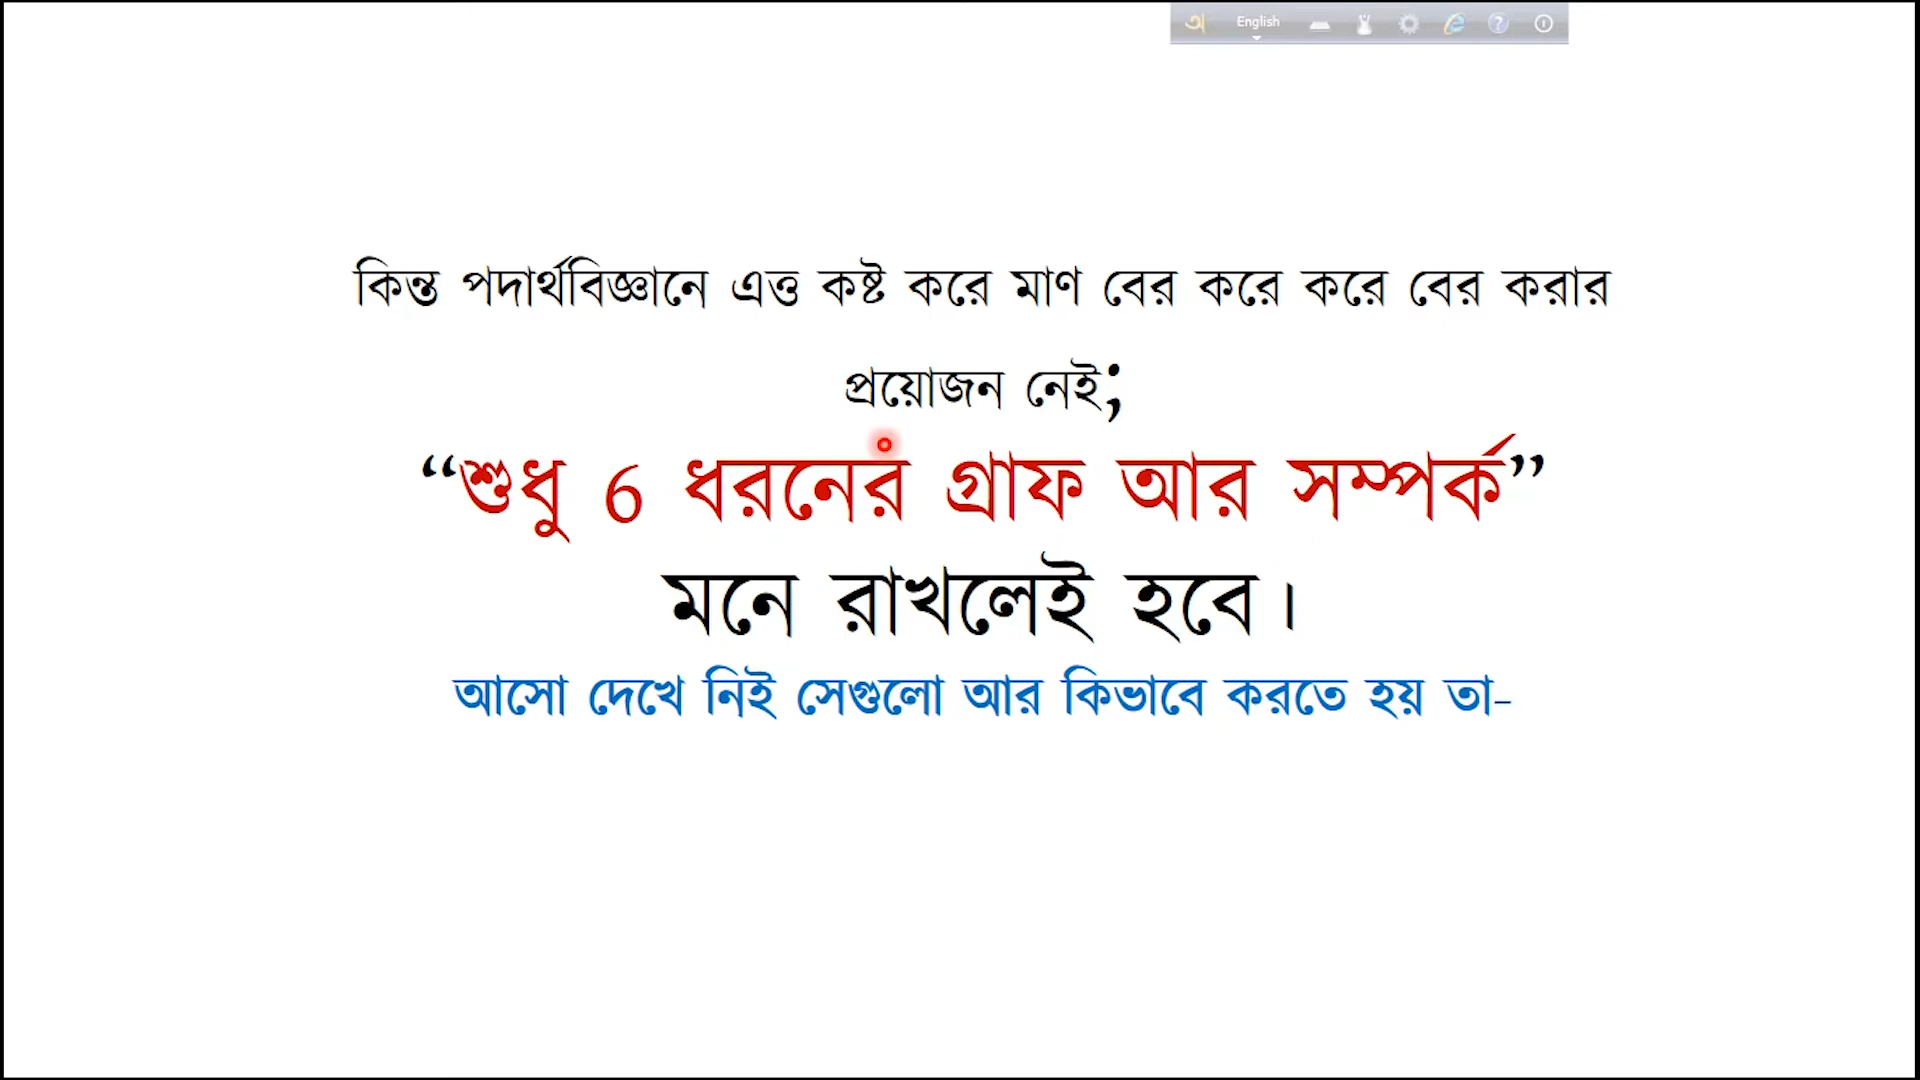 অ English
কিন্ত পদার্থবিজ্ঞানে এত্ত কষ্ট করে মাণ বের করে করে বের করার
প্রয়োজন নেই;
“শুধু 6 ধরনের গ্রাফ আর সম্পর্ক”
মনে রাখলেই হবে।
আসো দেখে নিই সেগুলো আর কিভাবে করতে হয় তা-